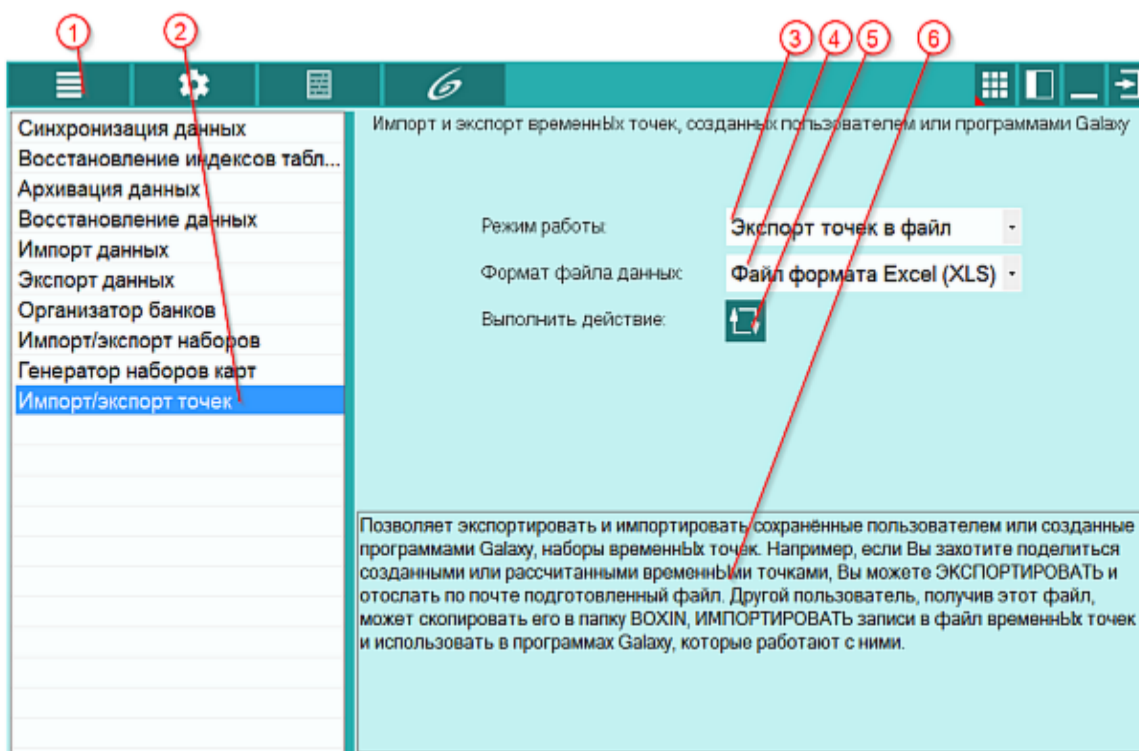 1 2 3 4 5 6
Синхронизация данных
Восстановление индексов табл...
Архивация данных
Восстановление данных
Импорт данных
Экспорт данных
Организатор банков
Импорт/экспорт наборов
Генератор наборов карт
Импорт/экспорт точек
Импорт и экспорт временнЫх точек, созданных пользователем или программами Galaxy
Режим работы:
Экспорт точек в файл
Формат файла данных:
Файл формата Excel (XLS)
Выполнить действие:
Позволяет экспортировать и импортировать сохранённые пользователем или созданные
программами Galaxy, наборы временнЫх точек. Например, если Вы захотите поделиться
созданными или рассчитанными временнЫми точками, Вы можете ЭКСПОРТИРОВАТЬ и
отослать по почте подготовленный файл. Другой пользователь, получив этот файл,
может скопировать его в папку BOXIN, ИМПОРТИРОВАТЬ записи в файл временнЫх точек
и использовать в программах Galaxy, которые работают с ними.